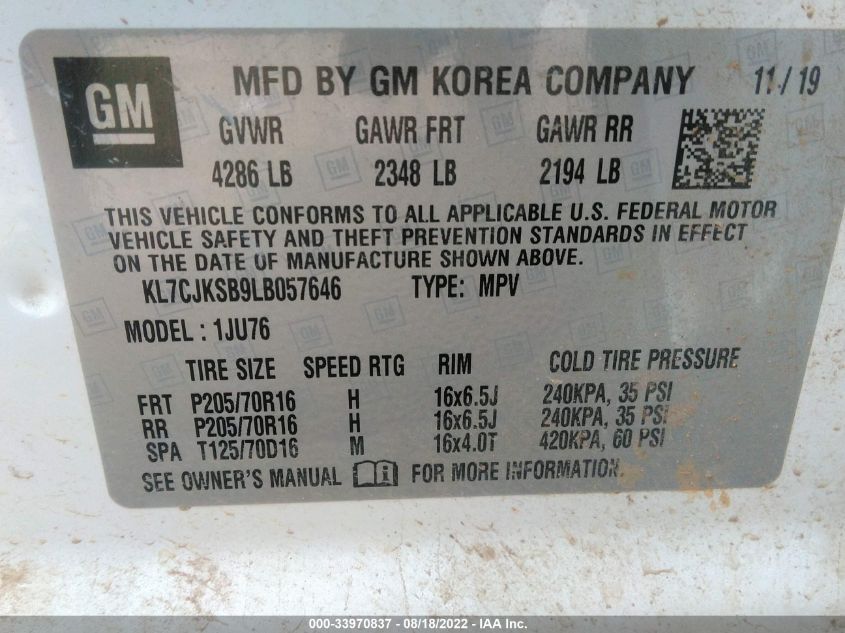 GM
MFD BY GM KOREA COMPANY 11/19
GVWR GAWR FRT GAWR RR
4286 LB 2348 LB 2194 LB
THIS VEHICLE CONFORMS TO ALL APPLICABLE U.S. FEDERAL MOTOR
VEHICLE SAFETY AND THEFT PREVENTION STANDARDS IN EFFECT
ON THE DATE OF MANUFACTURE SHOWN ABOVE.
KL7CJKSB9LB057646 TYPE: MPV
MODEL: 1JU76
TIRE SIZE SPEED RTG RIM COLD TIRE PRESSURE
FRT P205/70R16 H 16x6.5J 240KPA, 35 PSI
RR P205/70R16 H 16x6.5J 240KPA, 35 PSI
SPA T125/70D16 M 16x4.0T 420KPA, 60 PSI
SEE OWNER'S MANUAL FOR MORE INFORMATION.
000-33970837 - 08/18/2022 - IAA Inc.